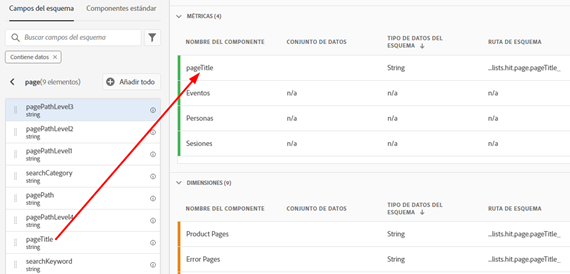 Campos del esquema
Componentes estándar
Buscar campos del esquema
Contiene datos ×
page(9 elementos)
Añadir todo
pagePathLevel3
string
pagePathLevel2
string
pagePathLevel1
string
searchCategory
string
pagePath
string
pagePathLevel4
string
pageTitle
string
searchKeyword
string
MÉTRICAS (4)
NOMBRE DEL COMPONENTE CONJUNTO DE DATOS TIPO DE DATOS DEL ESQUEMA ↓ RUTA DE ESQUEMA
pageTitle String ...lists.hit.page.pageTitle_
Eventos n/a n/a n/a
Personas n/a n/a n/a
Sesiones n/a n/a n/a
DIMENSIONES (9)
NOMBRE DEL COMPONENTE CONJUNTO DE DATOS TIPO DE DATOS DEL ESQUEMA ↓ RUTA DE ESQUEMA
Product Pages String ...lists.hit.page.pageTitle_
Error Pages String ...lists.hit.page.pageTitle_